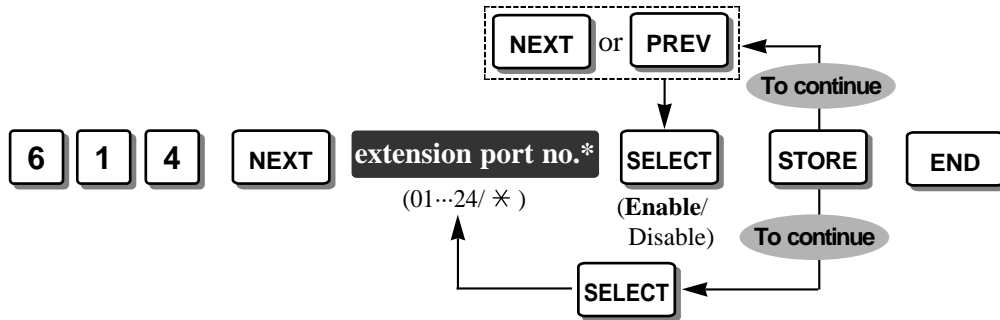 NEXT or PREV
To continue
6 1 4 NEXT extension port no.* SELECT STORE END
(01···24/ ✳ )
(Enable/
Disable)
To continue
SELECT